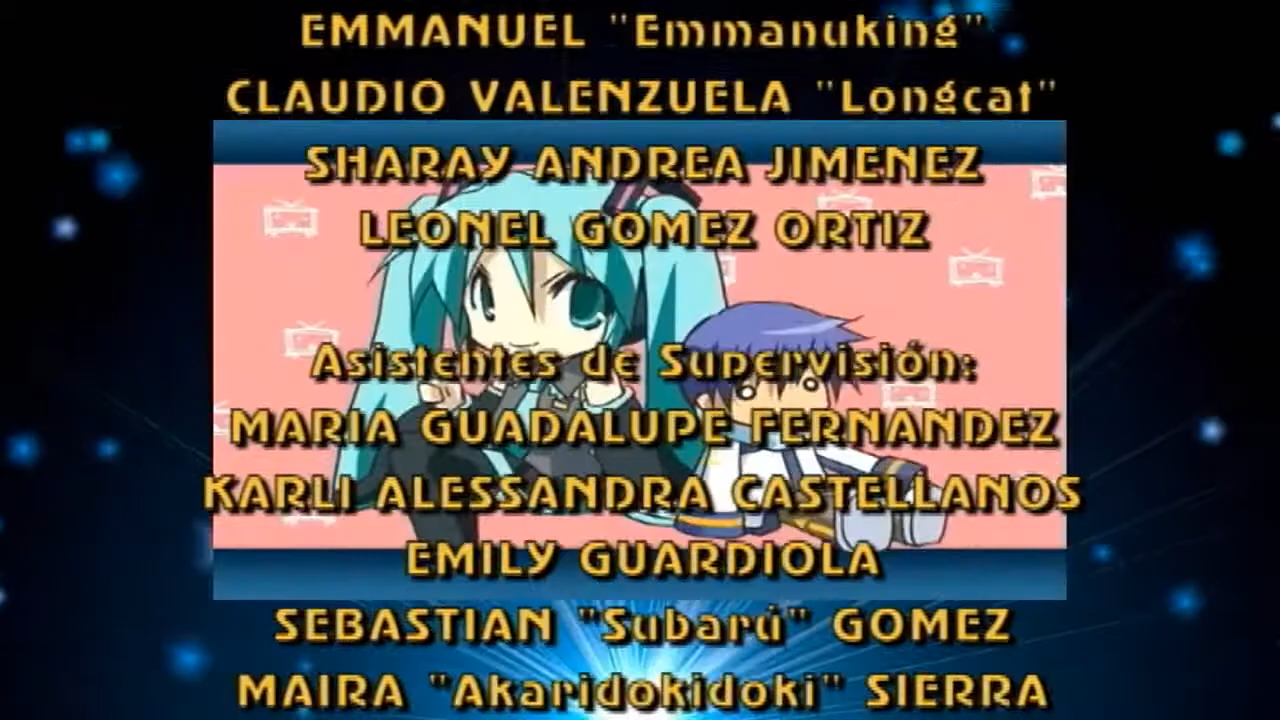 EMMANUEL "Emmanuking"
CLAUDIO VALENZUELA "Longcat"
SHARAY ANDREA JIMENEZ
LEONEL GOMEZ ORTIZ
Asistentes de Supervisión:
MARIA GUADALUPE FERNANDEZ
KARLI ALESSANDRA CASTELLANOS
EMILY GUARDIOLA
SEBASTIAN "Subarú" GOMEZ
MAIRA "Akaridokidoki" SIERRA